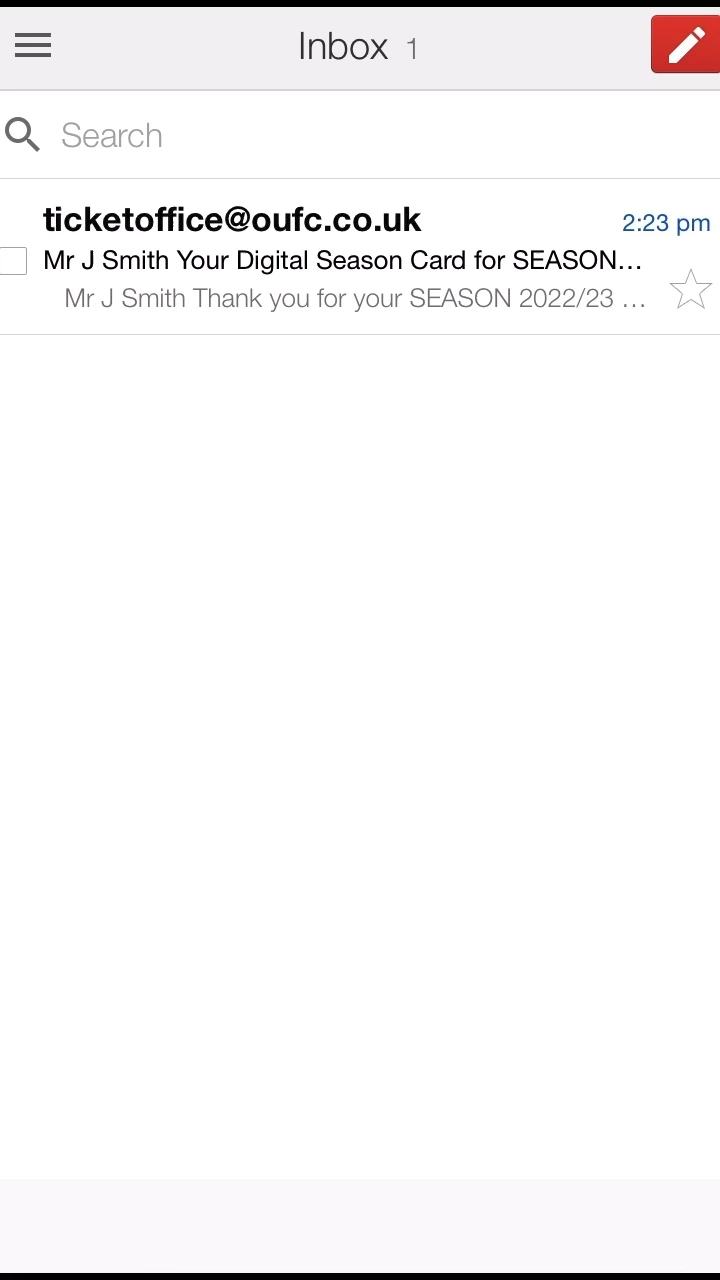 Inbox 1
Search
ticketoffice@oufc.co.uk 2:23 pm
Mr J Smith Your Digital Season Card for SEASON...
Mr J Smith Thank you for your SEASON 2022/23 ...